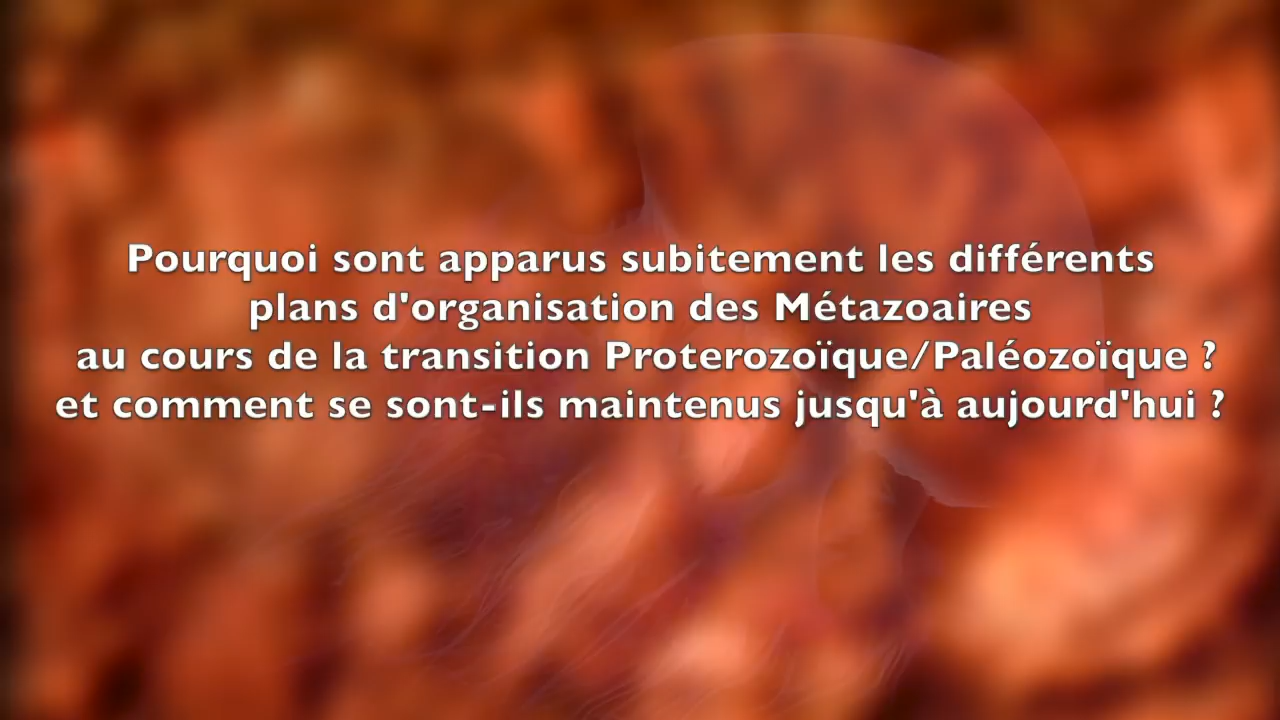 Pourquoi sont apparus subitement les différents
plans d'organisation des Métazoaires
au cours de la transition Proterozoïque/Paléozoïque ?
et comment se sont-ils maintenus jusqu'à aujourd'hui ?